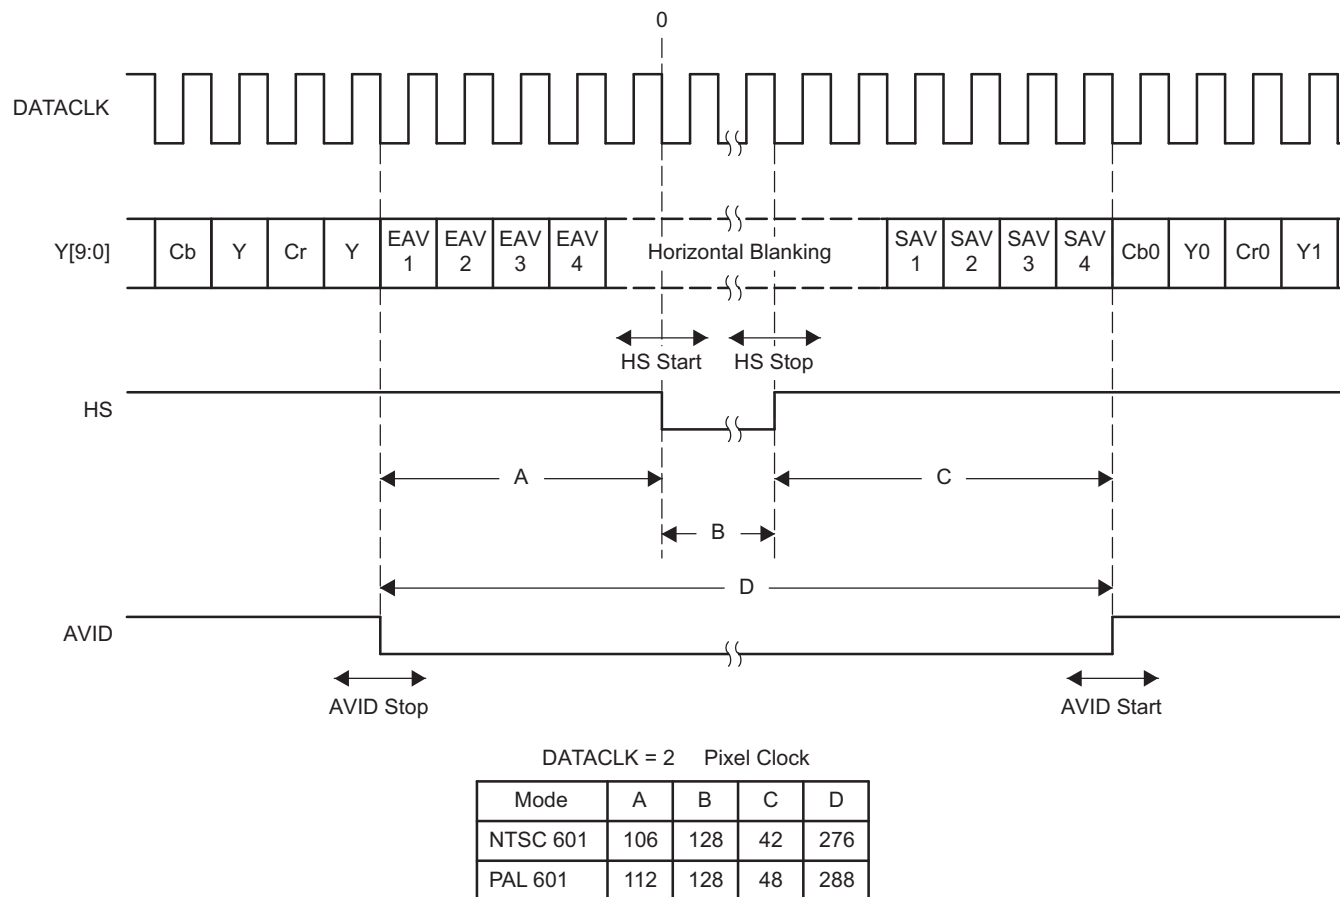 0
DATACLK
Y[9:0]
Cb
Y
Cr
Y
EAV
1
EAV
2
EAV
3
EAV
4
Horizontal Blanking
SAV
1
SAV
2
SAV
3
SAV
4
Cb0
Y0
Cr0
Y1
HS Start
HS Stop
HS
A
C
B
D
AVID
AVID Stop
AVID Start
DATACLK = 2 Pixel Clock
Mode A B C D
NTSC 601 106 128 42 276
PAL 601 112 128 48 288